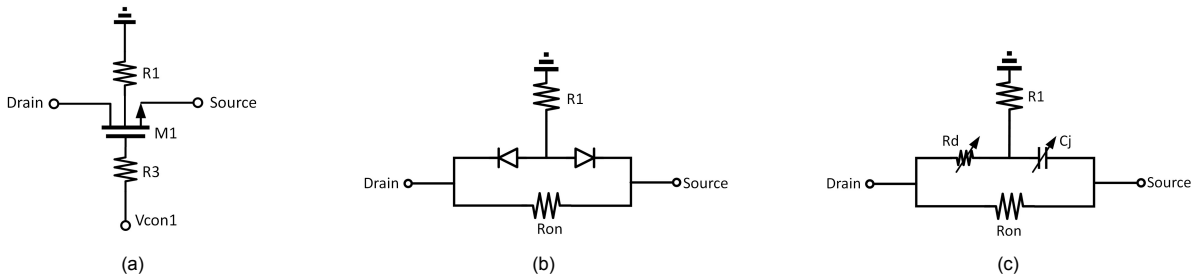 R1
Drain
Source
M1
R3
Vcon1
(a)
R1
Drain
Source
Ron
(b)
R1
Rd
Cj
Drain
Source
Ron
(c)